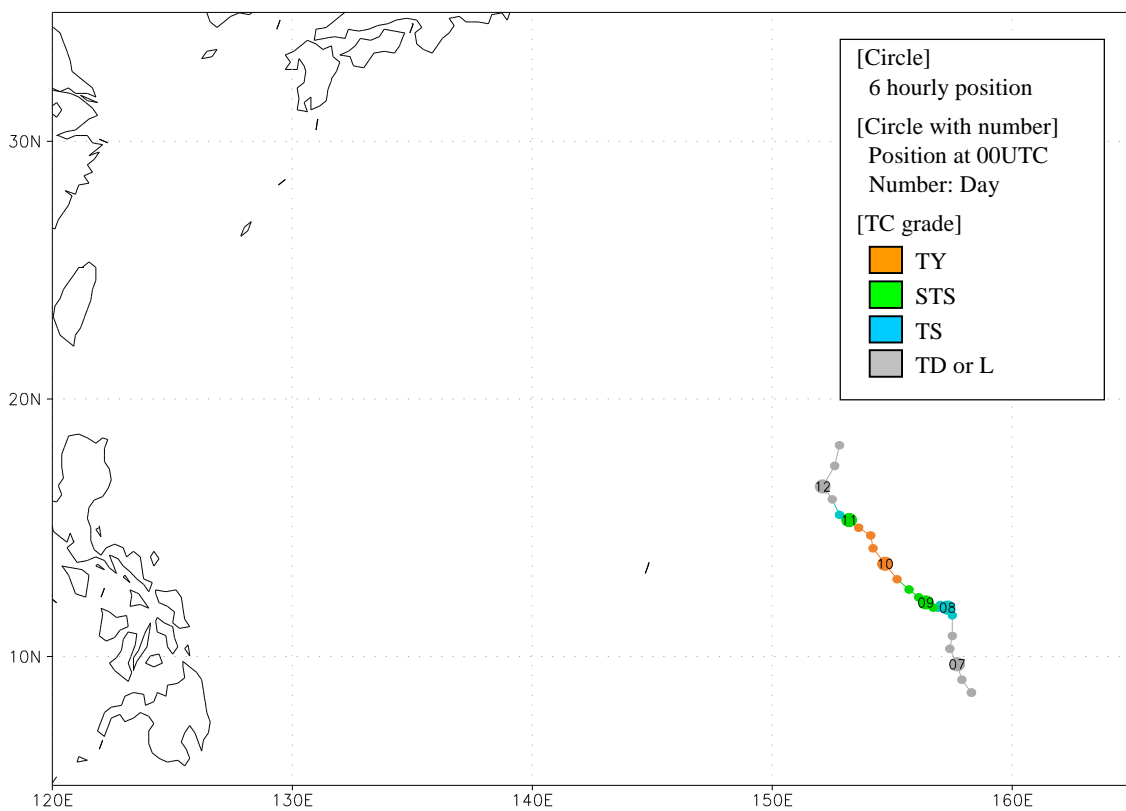 [Circle]
6 hourly position
[Circle with number]
Position at 00UTC
Number: Day
[TC grade]
TY
STS
TS
TD or L
30N
20N
12
11
10
09
08
10N
07
120E
130E
140E
150E
160E